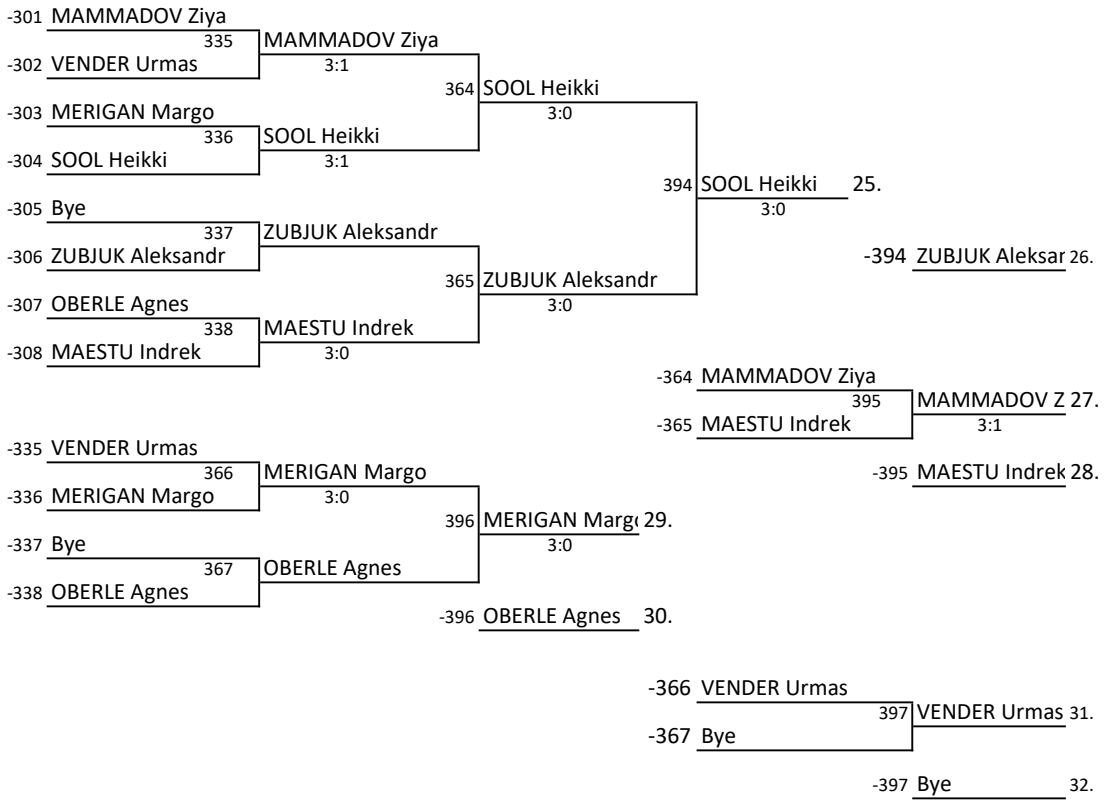 -301 MAMMADOV Ziya
335 MAMMADOV Ziya
-302 VENDER Urmas 3:1
364 SOOL Heikki
-303 MERIGAN Margo 3:0
336 SOOL Heikki
-304 SOOL Heikki 3:1
394 SOOL Heikki 25.
-305 Bye 3:0
337 ZUBJUK Aleksandr
-306 ZUBJUK Aleksandr -394 ZUBJUK Aleksar 26.
365 ZUBJUK Aleksandr
-307 OBERLE Agnes 3:0
338 MAESTU Indrek
-308 MAESTU Indrek 3:0
-364 MAMMADOV Ziya
395 MAMMADOV Z 27.
-365 MAESTU Indrek 3:1
-335 VENDER Urmas
366 MERIGAN Margo -395 MAESTU Indrek 28.
-336 MERIGAN Margo 3:0
396 MERIGAN Margo 29.
-337 Bye 3:0
367 OBERLE Agnes
-338 OBERLE Agnes
-396 OBERLE Agnes 30.
-366 VENDER Urmas
397 VENDER Urmas 31.
-367 Bye
-397 Bye 32.